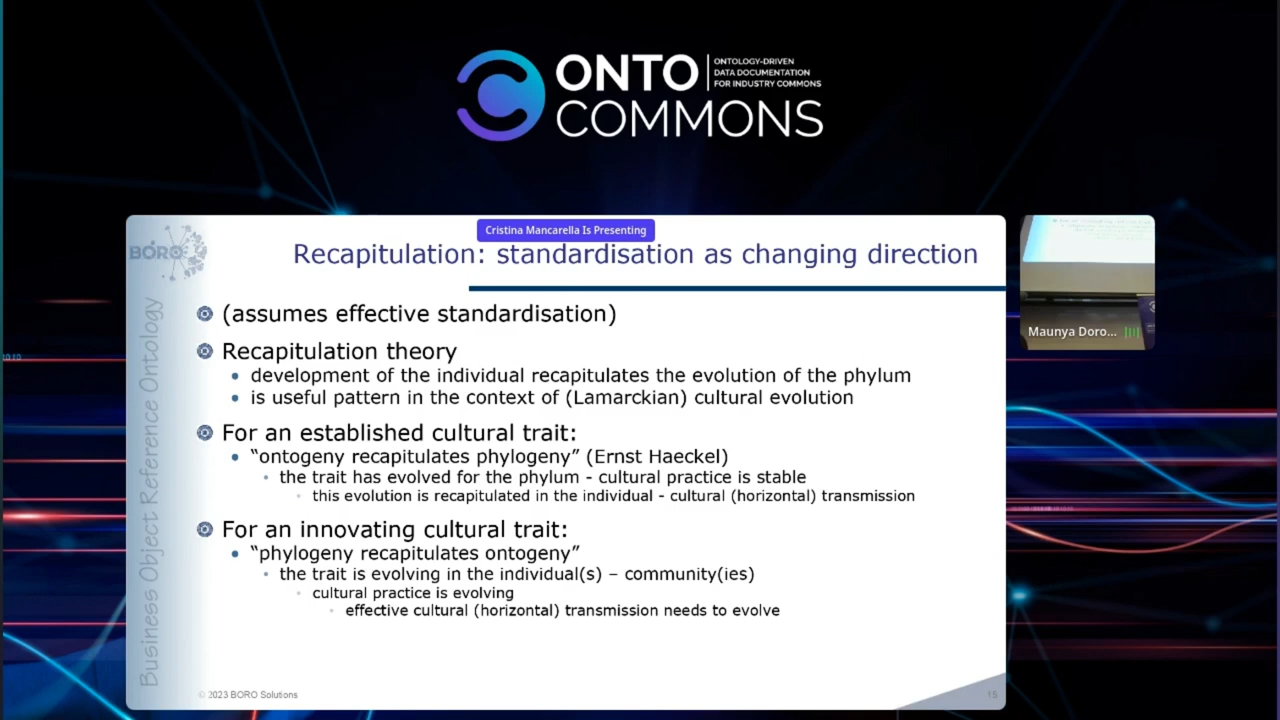 ONTO
COMMONS
ONTOLOGY-DRIVEN
DATA DOCUMENTATION
FOR INDUSTRY COMMONS
Cristina Mancarella Is Presenting
BORO
Recapitulation: standardisation as changing direction
(assumes effective standardisation)
Recapitulation theory
development of the individual recapitulates the evolution of the phylum
is useful pattern in the context of (Lamarckian) cultural evolution
For an established cultural trait:
“ontogeny recapitulates phylogeny” (Ernst Haeckel)
the trait has evolved for the phylum - cultural practice is stable
this evolution is recapitulated in the individual - cultural (horizontal) transmission
For an innovating cultural trait:
“phylogeny recapitulates ontogeny”
the trait is evolving in the individual(s) – community(ies)
cultural practice is evolving
effective cultural (horizontal) transmission needs to evolve
Business Object Reference Ontology
© 2023 BORO Solutions
Maunya Doro...